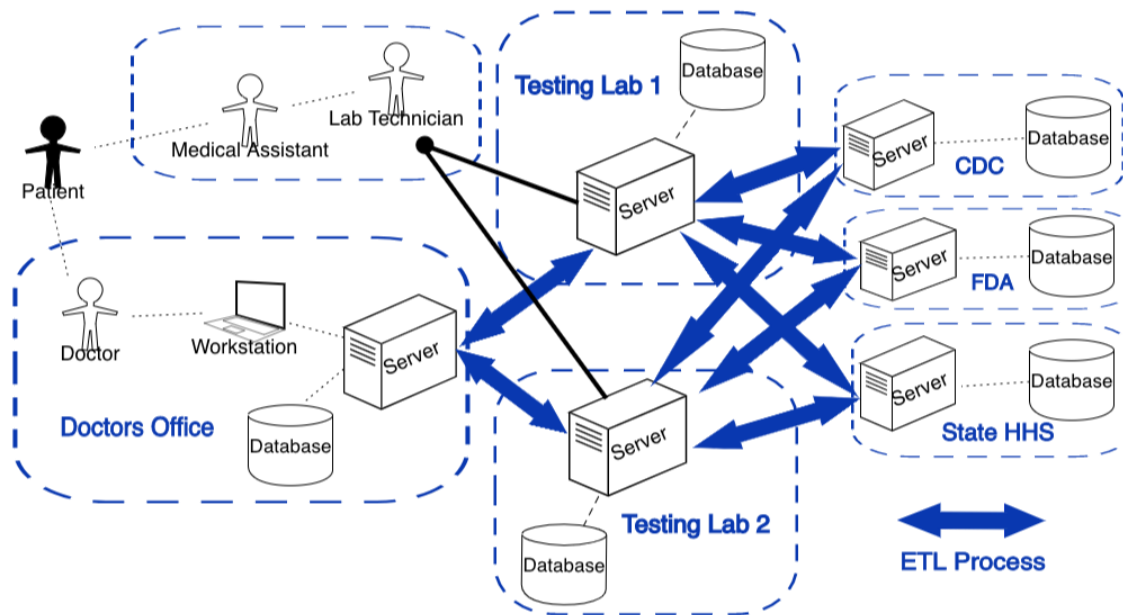 Lab Technician
Medical Assistant
Patient
Testing Lab 1
Database
Server
Server
Database
CDC
Server
Database
FDA
Server
Database
State HHS
Doctor
Workstation
Server
Database
Doctors Office
Server
Database
Testing Lab 2
ETL Process